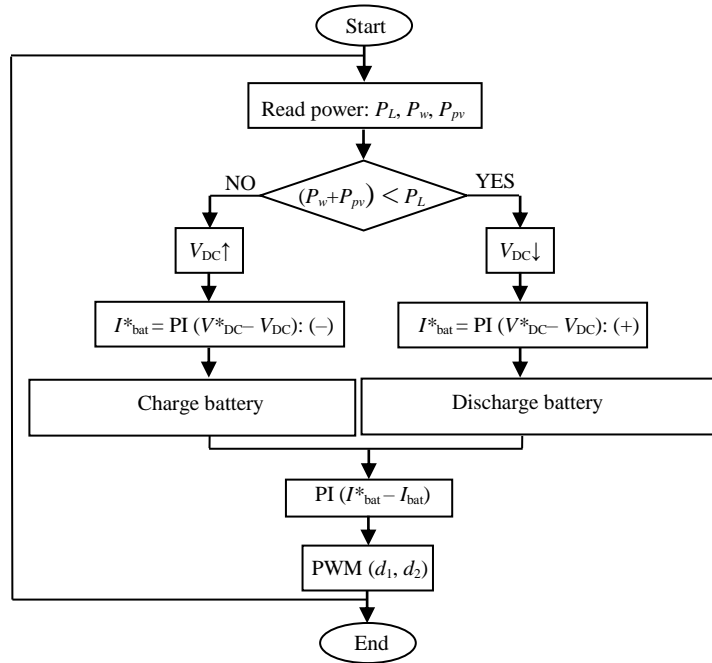 Start
Read power: P_L, P_w, P_pv
NO
(P_w+P_pv) < P_L
YES
V_DC↑
V_DC↓
I*_bat = PI (V*_DC– V_DC): (–)
I*_bat = PI (V*_DC– V_DC): (+)
Charge battery
Discharge battery
PI (I*_bat – I_bat)
PWM (d_1, d_2)
End